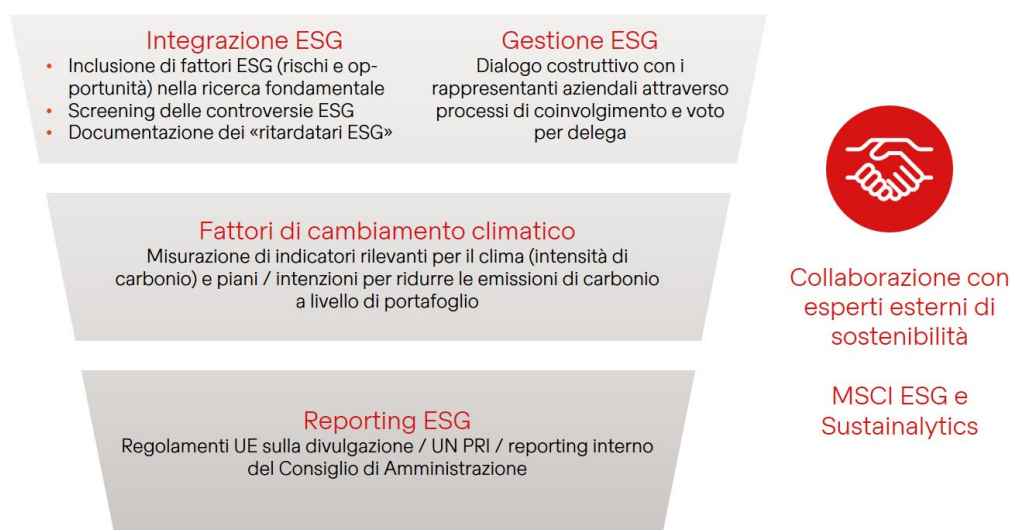 Integrazione ESG
• Inclusione di fattori ESG (rischi e op-
portunità) nella ricerca fondamentale
• Screening delle controversie ESG
• Documentazione dei «ritardatari ESG»
Gestione ESG
Dialogo costruttivo con i
rappresentanti aziendali attraverso
processi di coinvolgimento e voto
per delega
Fattori di cambiamento climatico
Misurazione di indicatori rilevanti per il clima (intensità di
carbonio) e piani / intenzioni per ridurre le emissioni di carbonio
a livello di portafoglio
Reporting ESG
Regolamenti UE sulla divulgazione / UN PRI / reporting interno
del Consiglio di Amministrazione
Collaborazione con
esperti esterni di
sostenibilità
MSCI ESG e
Sustainalytics